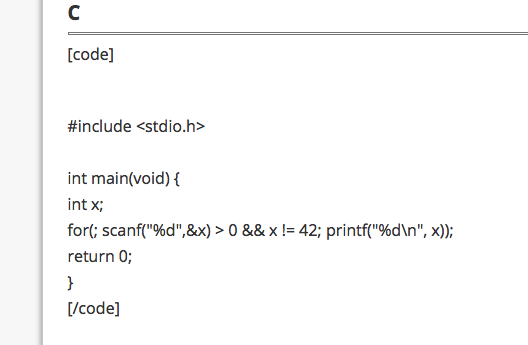 C
[code]
#include <stdio.h>
int main(void) {
int x;
for(; scanf("%d",&x) > 0 && x != 42; printf("%d\n", x));
return 0;
}
[/code]